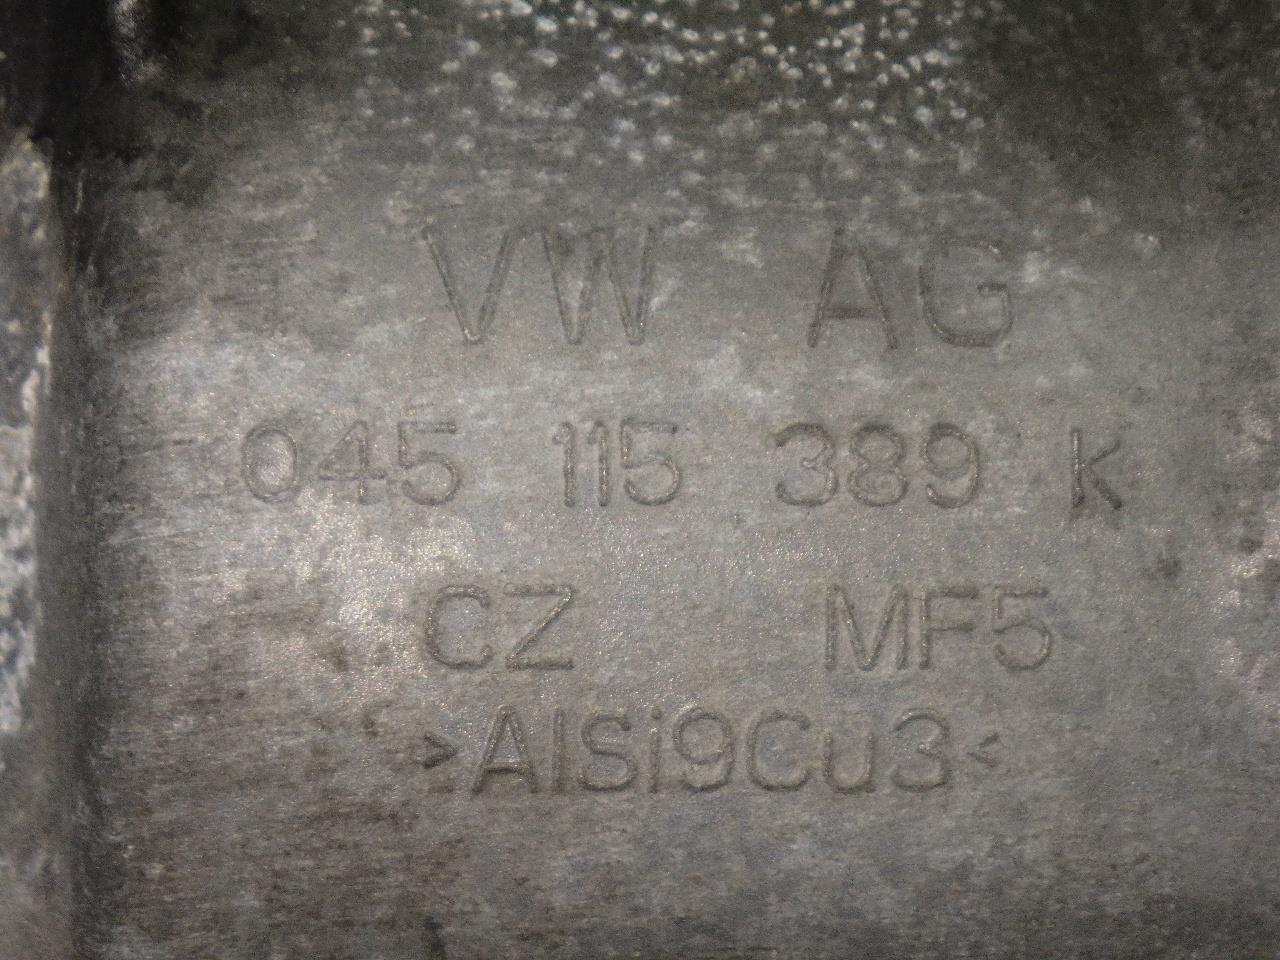 VW AG
045 115 389 K
CZ MF5
>AlSi9Cu3<